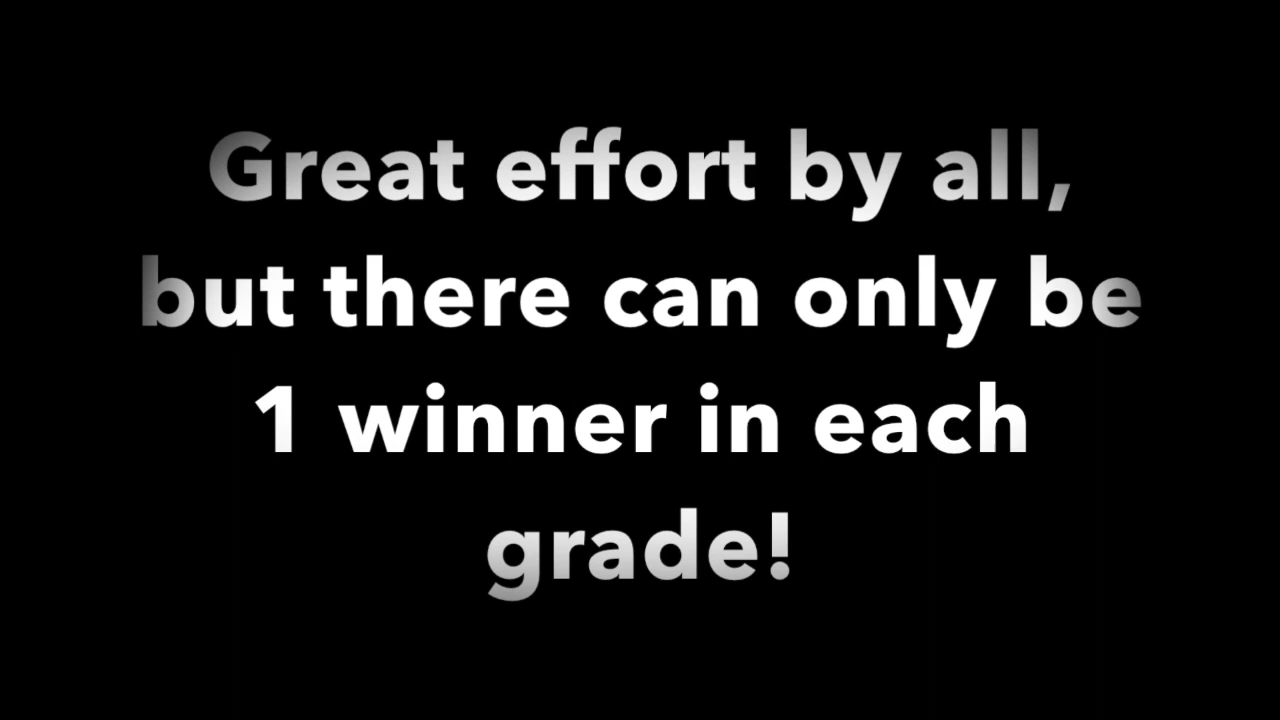 Great effort by all,
but there can only be
1 winner in each
grade!